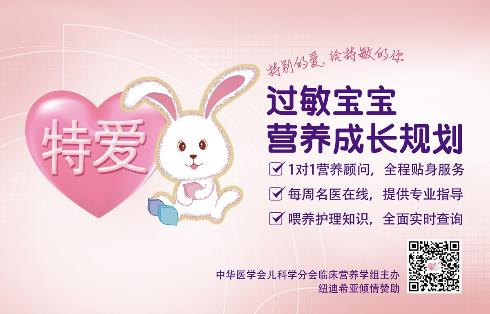 特别的爱 给特敏的你
特爱
过敏宝宝
营养成长规划
1对1营养顾问，全程贴身服务
每周名医在线，提供专业指导
喂养护理知识，全面实时查询
中华医学会儿科学分会临床营养学组主办
纽迪希亚倾情赞助